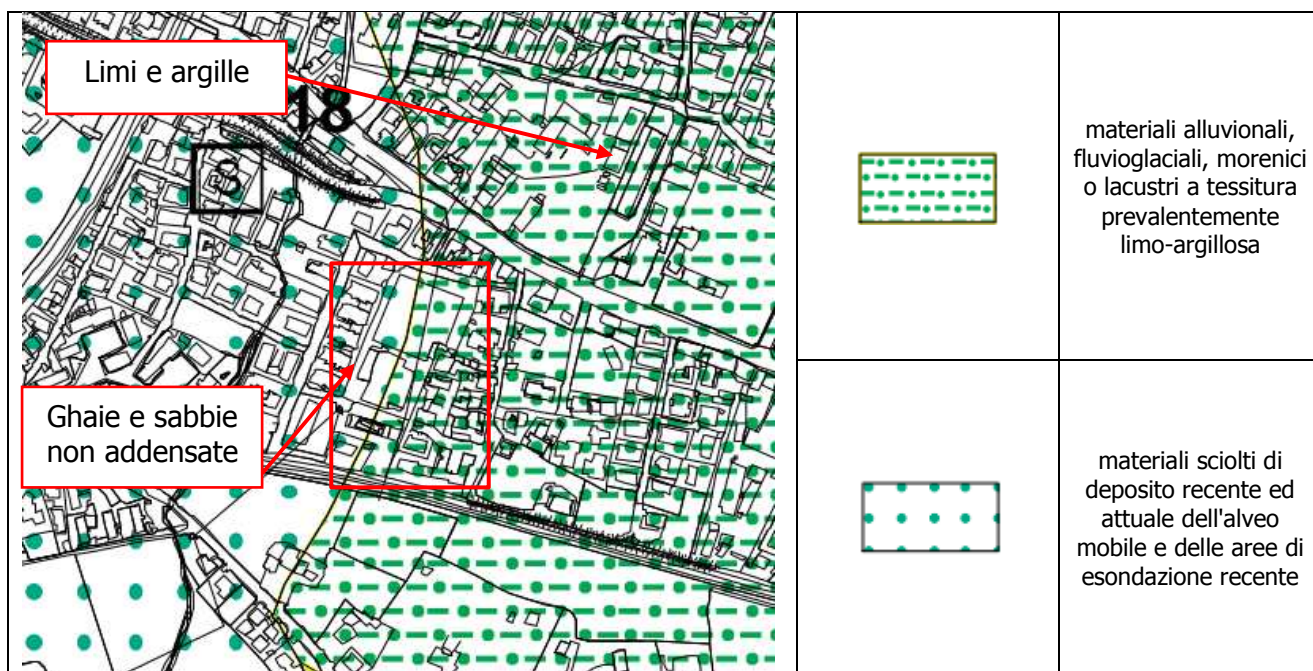 Limi e argille
18
3
Ghaie e sabbie
non addensate
materiali alluvionali,
fluvioglaciali, morenici
o lacustri a tessitura
prevalentemente
limo-argillosa
materiali sciolti di
deposito recente ed
attuale dell'alveo
mobile e delle aree di
esondazione recente